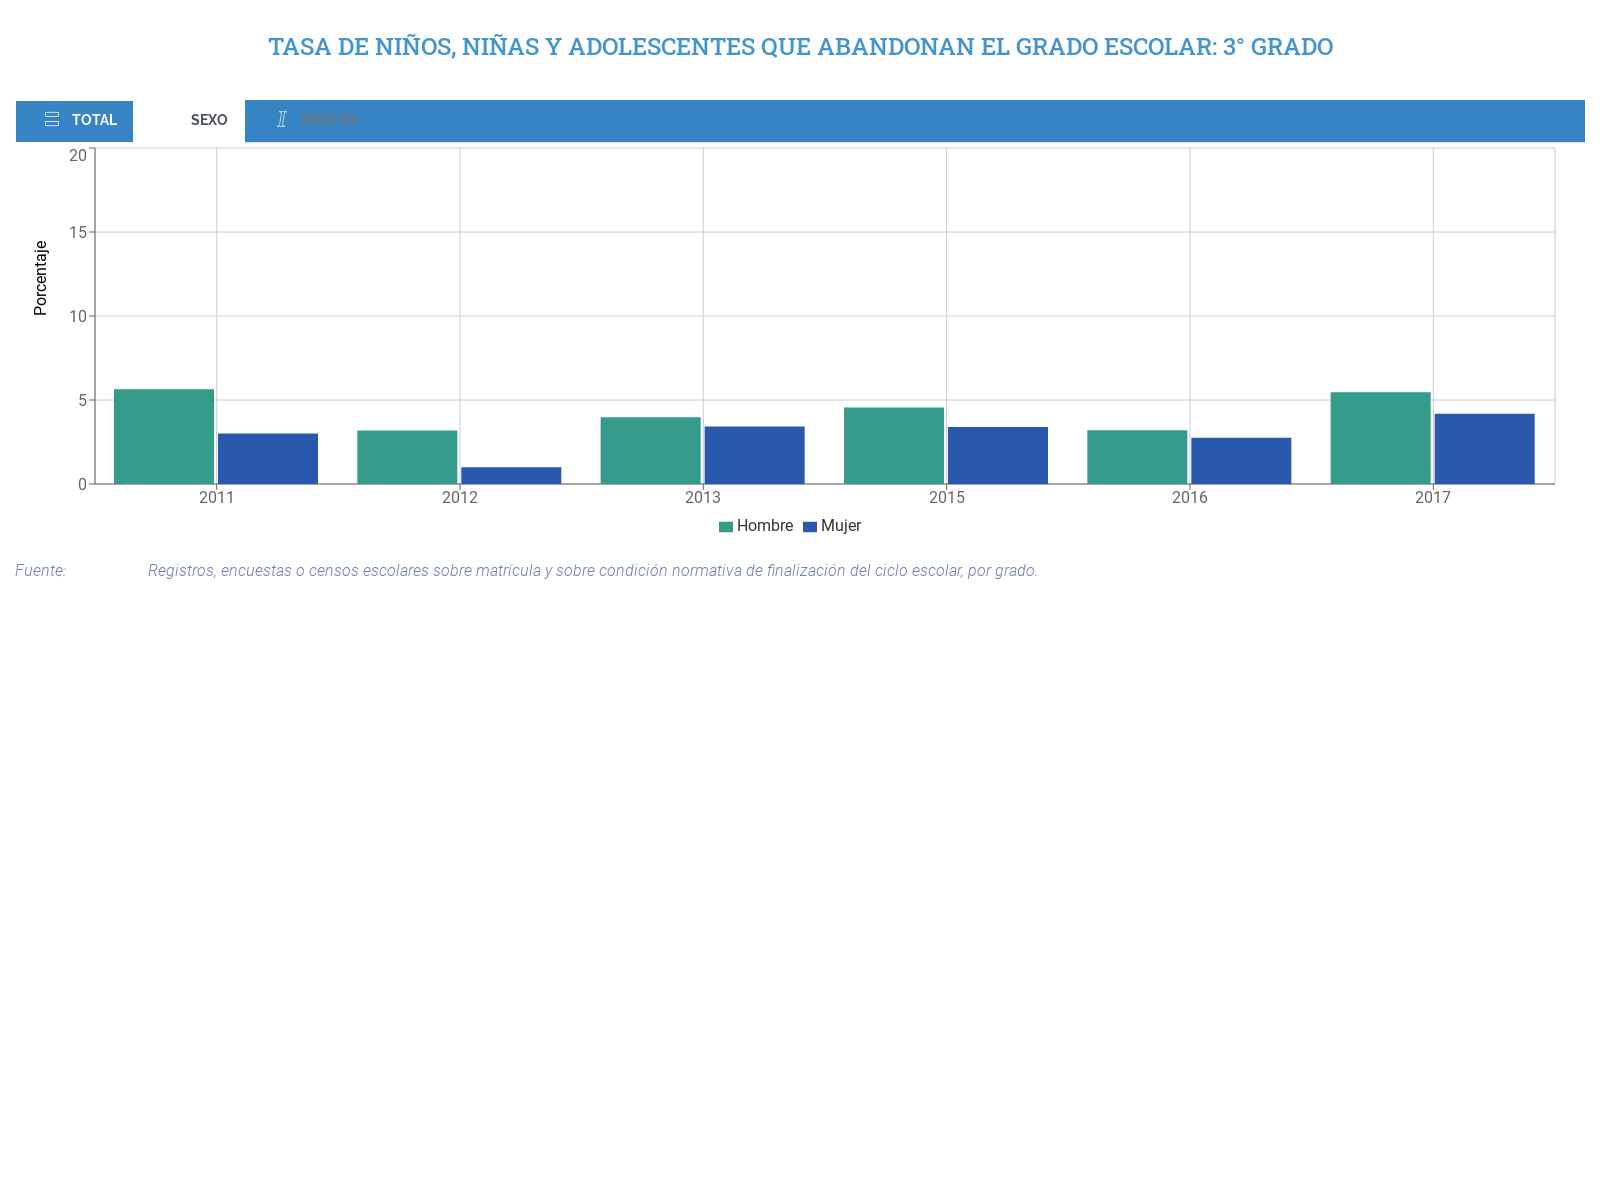 TASA DE NIÑOS, NIÑAS Y ADOLESCENTES QUE ABANDONAN EL GRADO ESCOLAR: 3° GRADO
TOTAL SEXO INDICES
20
15
10
5
0
Porcentaje
2011 2012 2013 2015 2016 2017
Hombre Mujer
Fuente: Registros, encuestas o censos escolares sobre matrícula y sobre condición normativa de finalización del ciclo escolar, por grado.